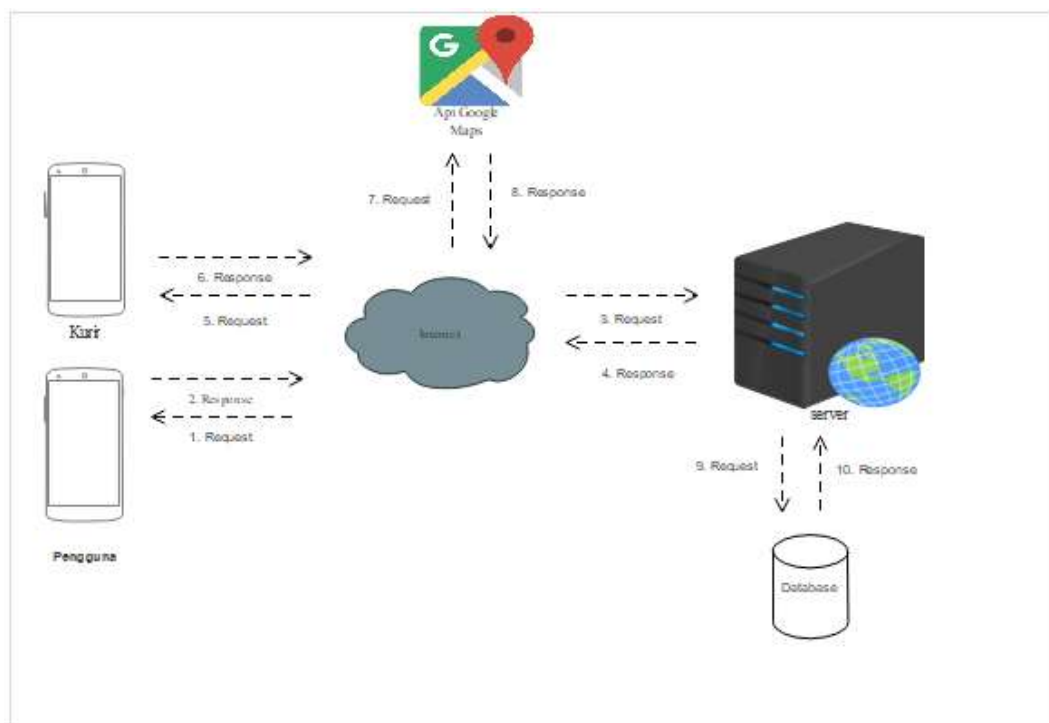 G
Api Google
Maps
7. Request
8. Response
6. Response
5. Request
Kurir
Internet
3. Request
4. Response
2. Response
1. Request
server
9. Request
10. Response
Pengguna
Database